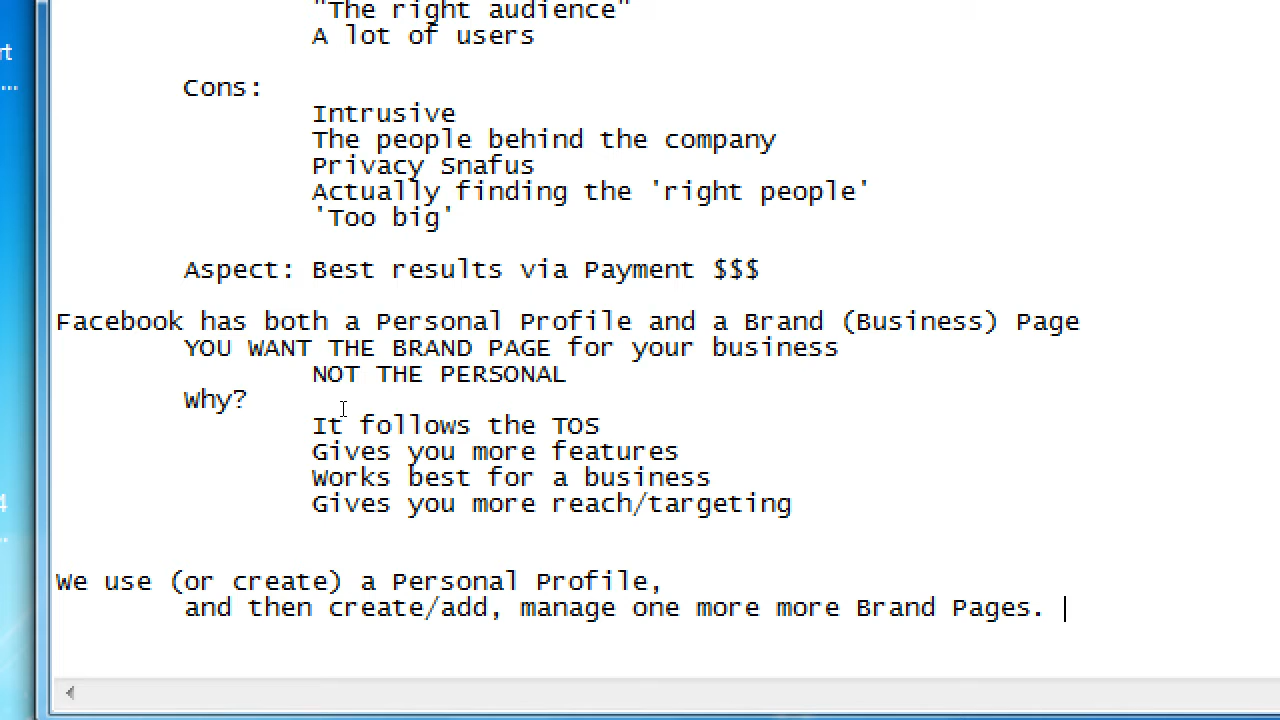 "The right audience"
A lot of users
Cons:
Intrusive
The people behind the company
Privacy Snafus
Actually finding the 'right people'
'Too big'
Aspect: Best results via Payment $$$
Facebook has both a Personal Profile and a Brand (Business) Page
YOU WANT THE BRAND PAGE for your business
NOT THE PERSONAL
Why?
It follows the TOS
Gives you more features
Works best for a business
Gives you more reach/targeting
We use (or create) a Personal Profile,
and then create/add, manage one more more Brand Pages.